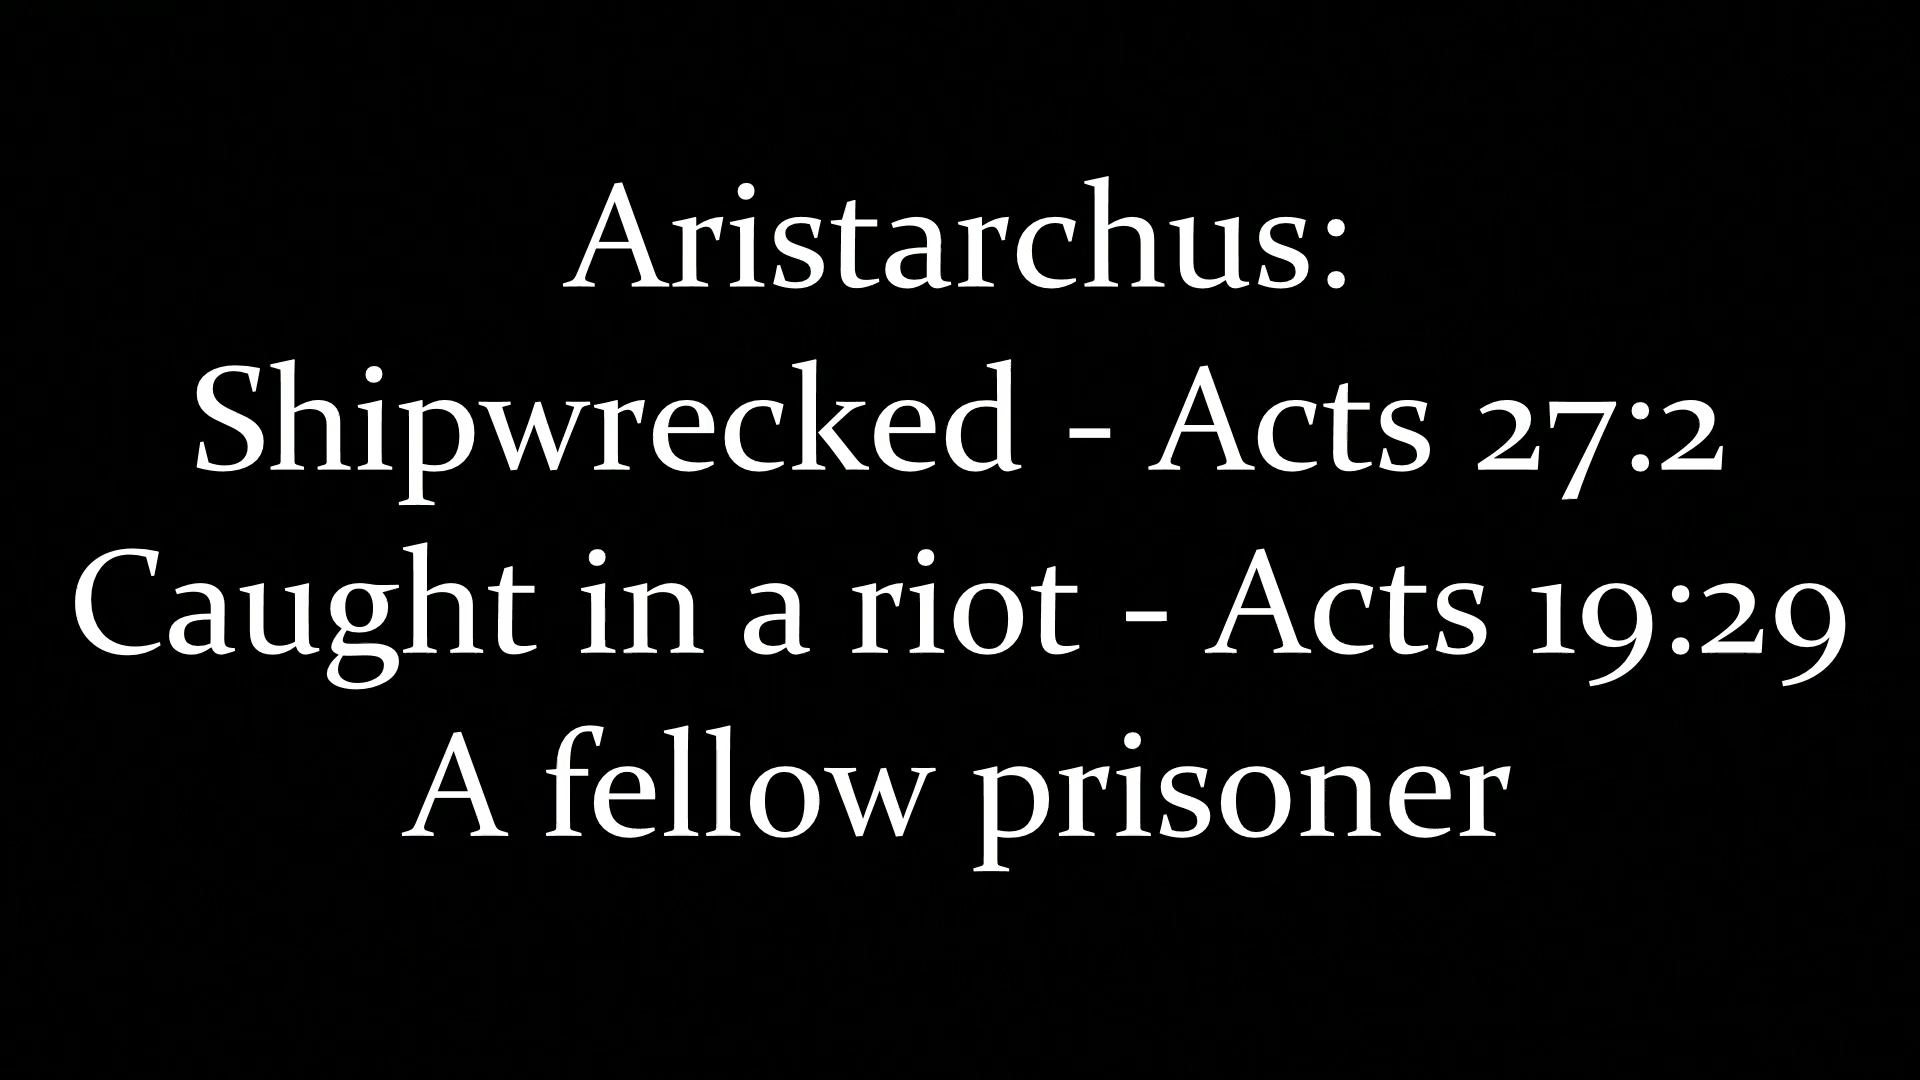 Aristarchus:
Shipwrecked - Acts 27:2
Caught in a riot - Acts 19:29
A fellow prisoner